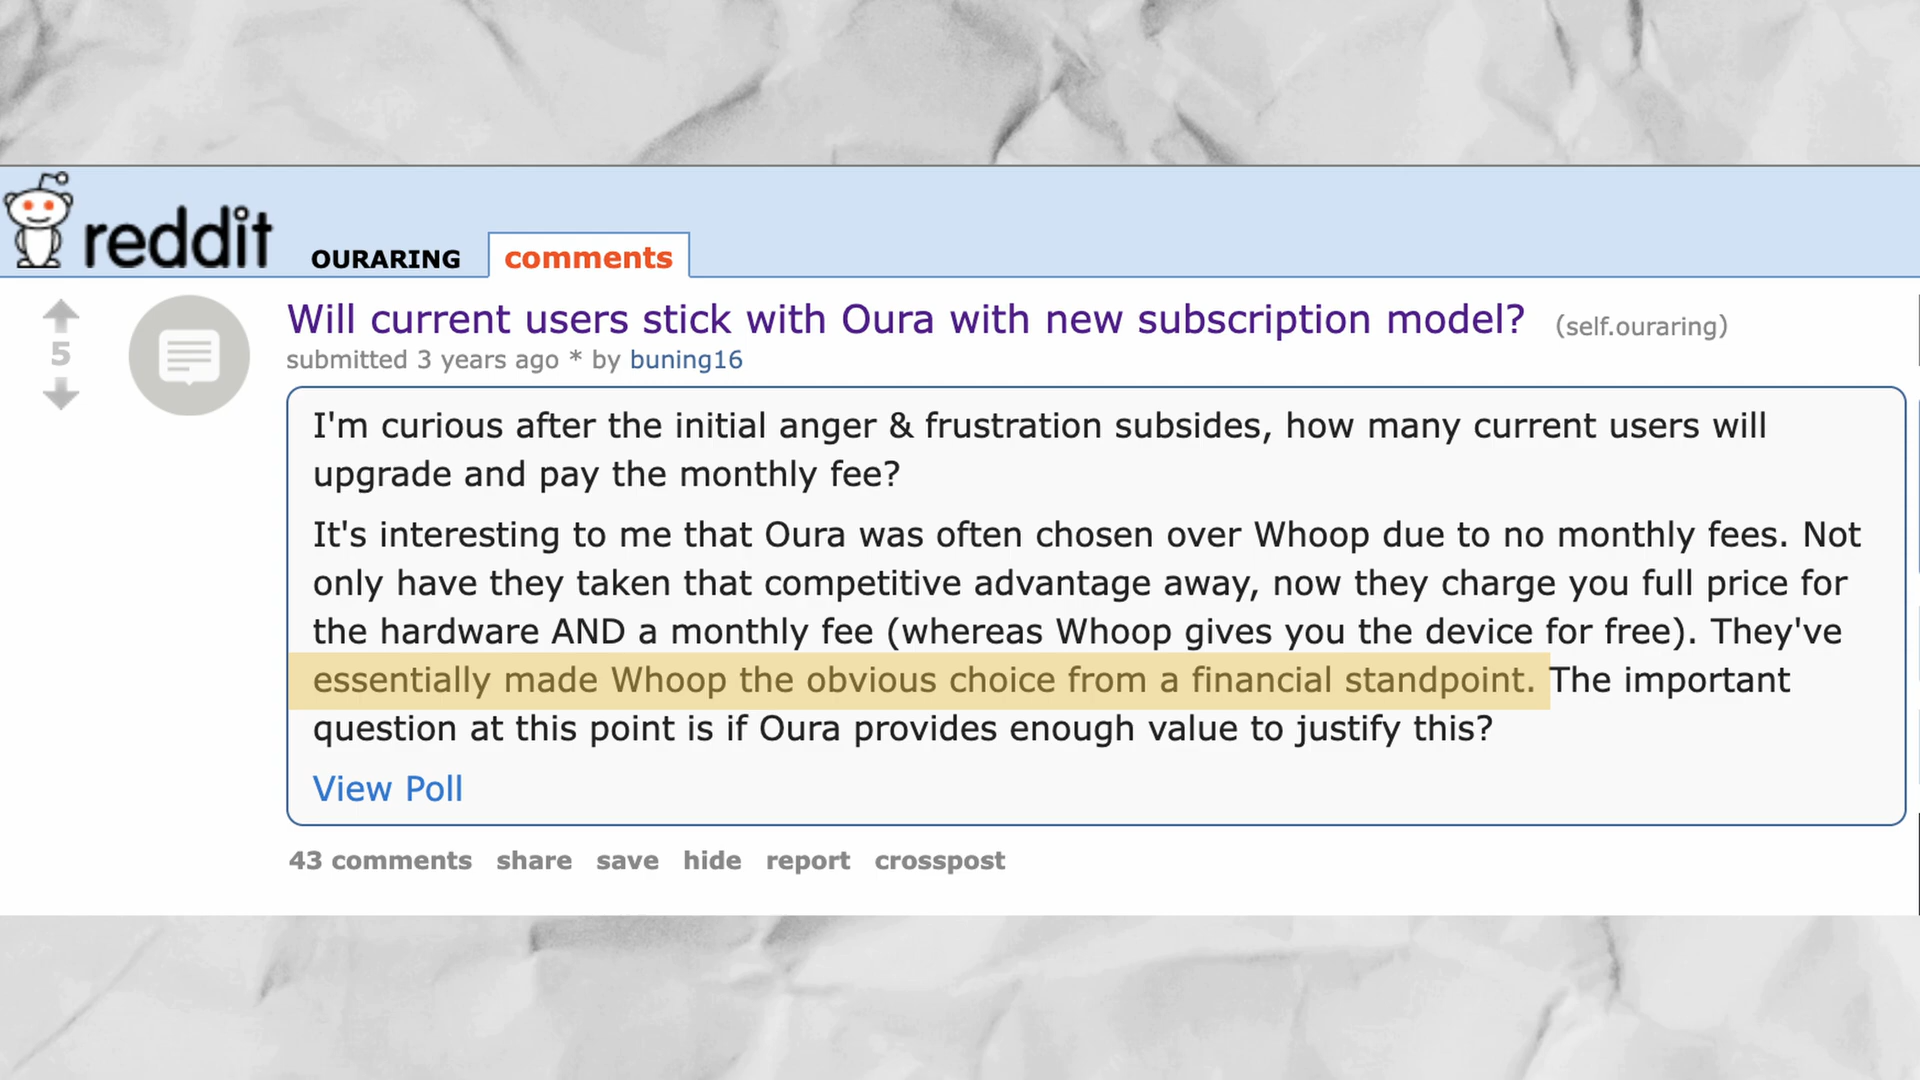 reddit OURARING comments
Will current users stick with Oura with new subscription model? (self.ouraring)
5
submitted 3 years ago * by buning16
I'm curious after the initial anger & frustration subsides, how many current users will
upgrade and pay the monthly fee?
It's interesting to me that Oura was often chosen over Whoop due to no monthly fees. Not
only have they taken that competitive advantage away, now they charge you full price for
the hardware AND a monthly fee (whereas Whoop gives you the device for free). They've
essentially made Whoop the obvious choice from a financial standpoint. The important
question at this point is if Oura provides enough value to justify this?
View Poll
43 comments share save hide report crosspost